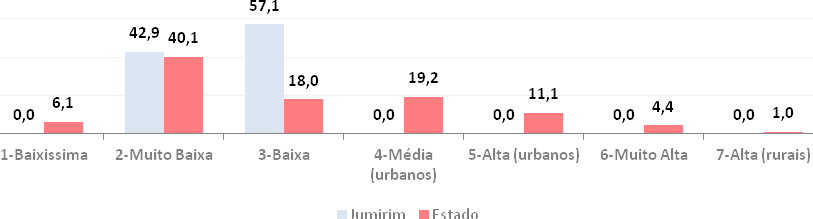 57,1
42,9 40,1
18,0 19,2
0,0 6,1 0,0 0,0 11,1 0,0 4,4 0,0 1,0
1-Baixissima 2-Muito Baixa 3-Baixa 4-Média 5-Alta (urbanos) 6-Muito Alta 7-Alta (rurais)
(urbanos)
Jumirim Estado